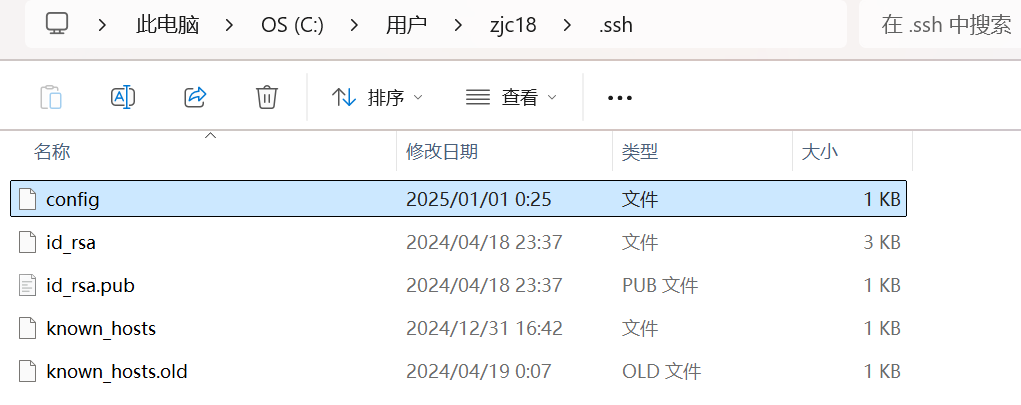 此电脑 OS (C:) 用户 zjc18 .ssh 在 .ssh 中搜索
排序 查看
名称 修改日期 类型 大小
config 2025/01/01 0:25 文件 1 KB
id_rsa 2024/04/18 23:37 文件 3 KB
id_rsa.pub 2024/04/18 23:37 PUB 文件 1 KB
known_hosts 2024/12/31 16:42 文件 1 KB
known_hosts.old 2024/04/19 0:07 OLD 文件 1 KB